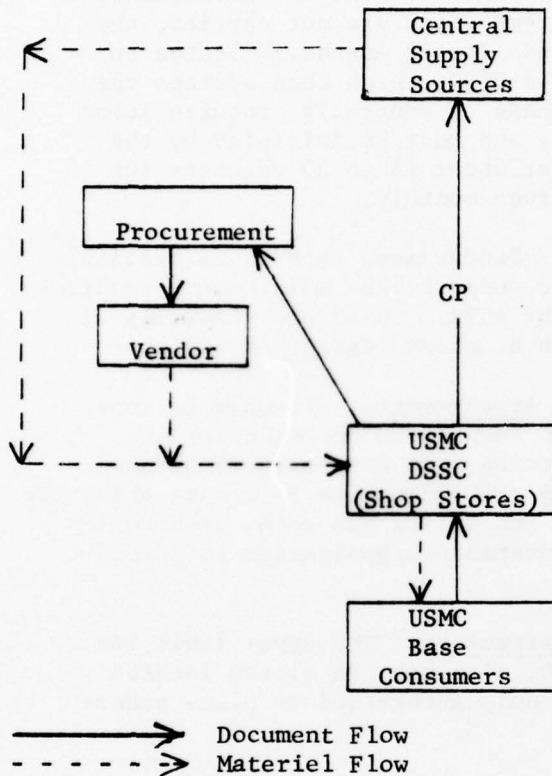 Central
Supply
Sources
Procurement
CP
Vendor
USMC
DSSC
(Shop Stores)
USMC
Base
Consumers
Document Flow
Materiel Flow